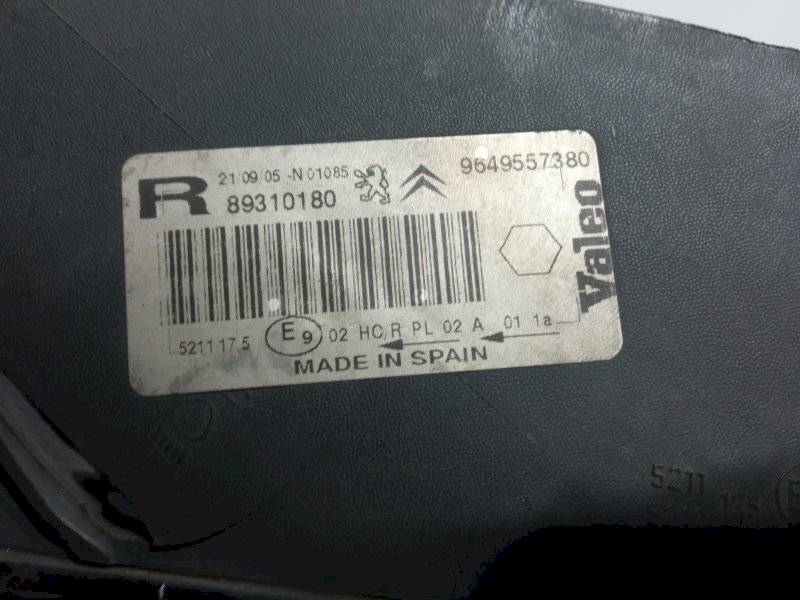 R
21/09/05 -N 01085
9649557380
89310180
Valeo
5211 17 5 E9 02 HC/R PL 02 A 01 1a
MADE IN SPAIN
5211
175 E